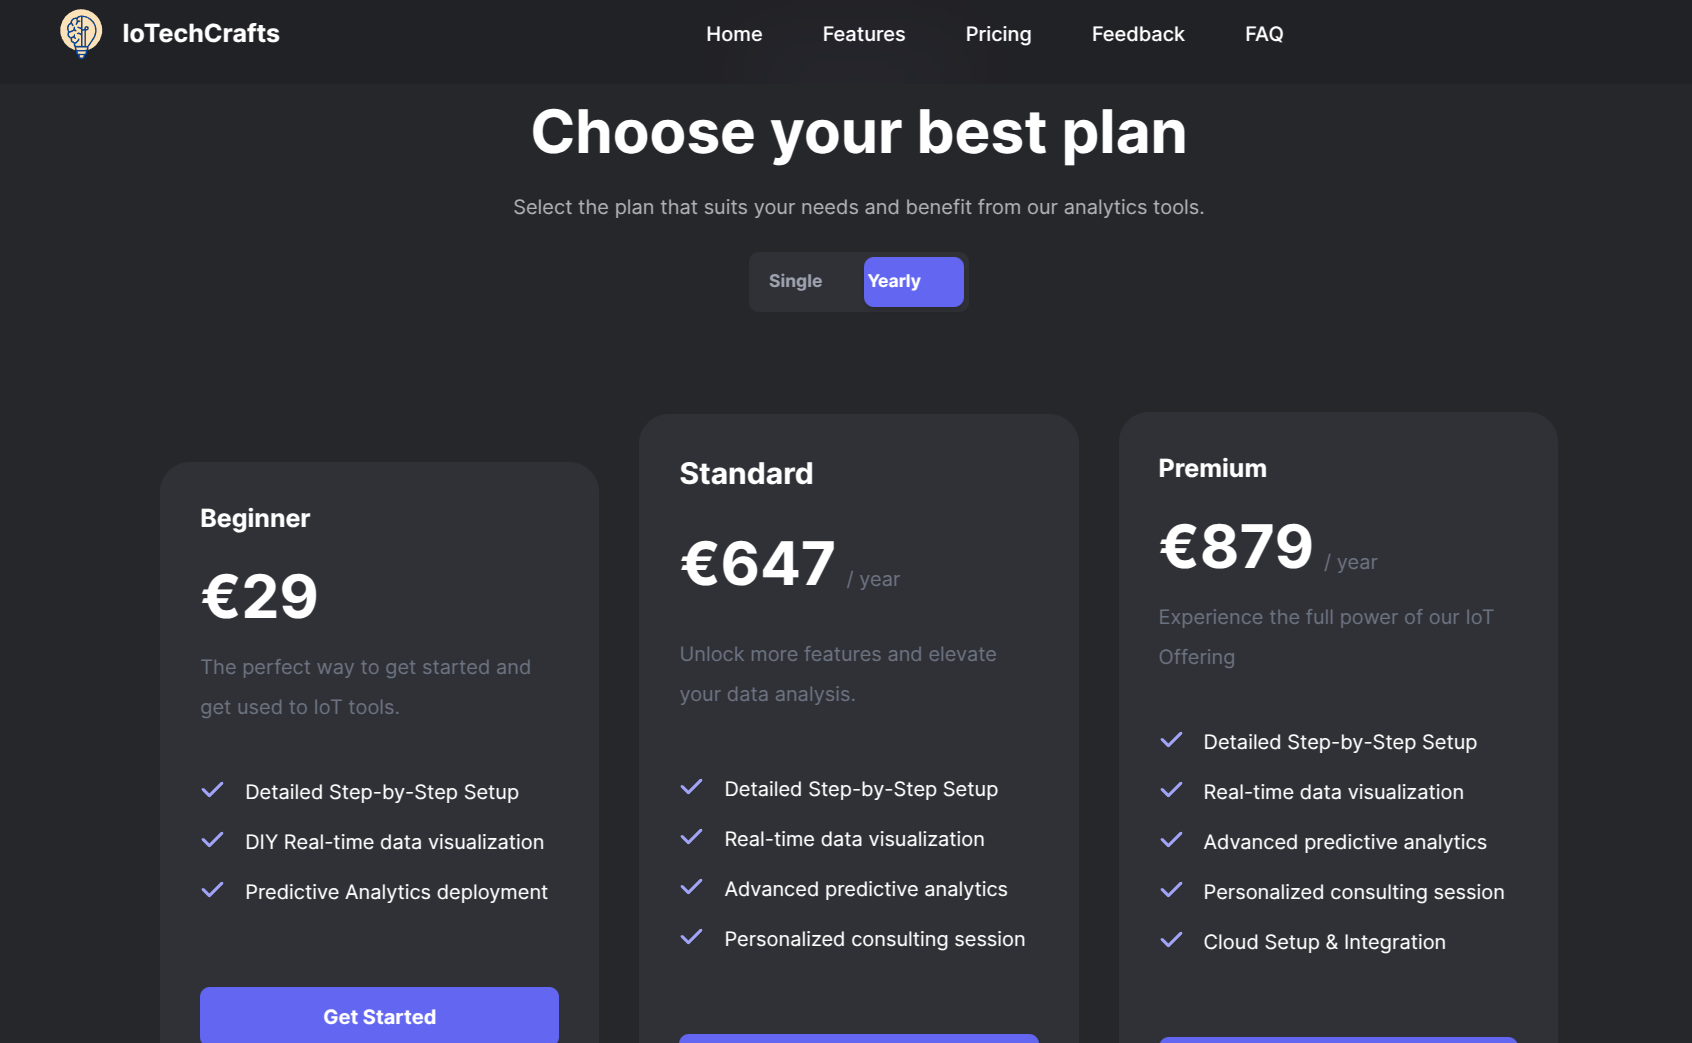 IoTechCrafts
Home
Features
Pricing
Feedback
FAQ
Choose your best plan
Select the plan that suits your needs and benefit from our analytics tools.
Single
Yearly
Beginner
€29
The perfect way to get started and
get used to IoT tools.
Detailed Step-by-Step Setup
DIY Real-time data visualization
Predictive Analytics deployment
Get Started
Standard
€647 / year
Unlock more features and elevate
your data analysis.
Detailed Step-by-Step Setup
Real-time data visualization
Advanced predictive analytics
Personalized consulting session
Premium
€879 / year
Experience the full power of our IoT
Offering
Detailed Step-by-Step Setup
Real-time data visualization
Advanced predictive analytics
Personalized consulting session
Cloud Setup & Integration